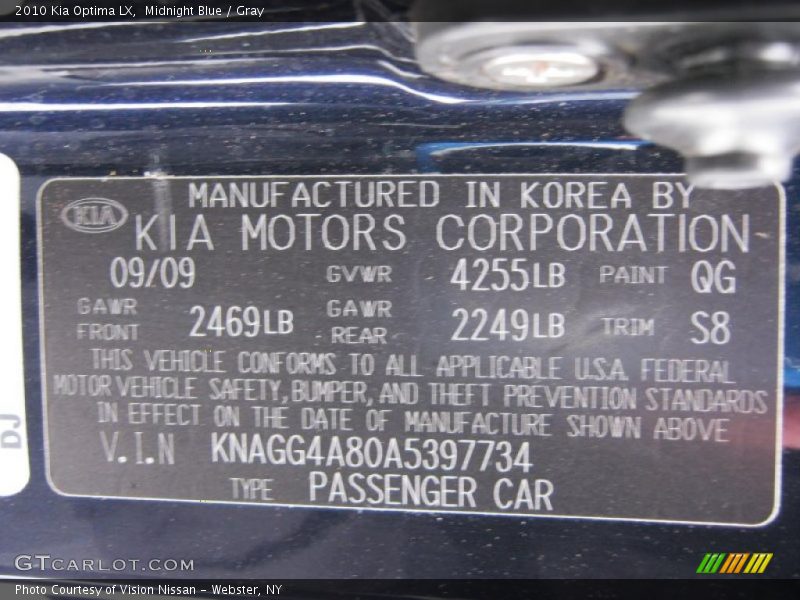 2010 Kia Optima LX, Midnight Blue / Gray
MANUFACTURED IN KOREA BY
KIA KIA MOTORS CORPORATION
09/09 GVWR 4255LB PAINT QG
GAWR FRONT 2469LB GAWR REAR 2249LB TRIM S8
THIS VEHICLE CONFORMS TO ALL APPLICABLE U.S.A. FEDERAL
MOTOR VEHICLE SAFETY, BUMPER, AND THEFT PREVENTION STANDARDS
IN EFFECT ON THE DATE OF MANUFACTURE SHOWN ABOVE
V.I.N KNAGG4A80A5397734
TYPE PASSENGER CAR
DJ
GTCARLOT.COM
Photo Courtesy of Vision Nissan - Webster, NY